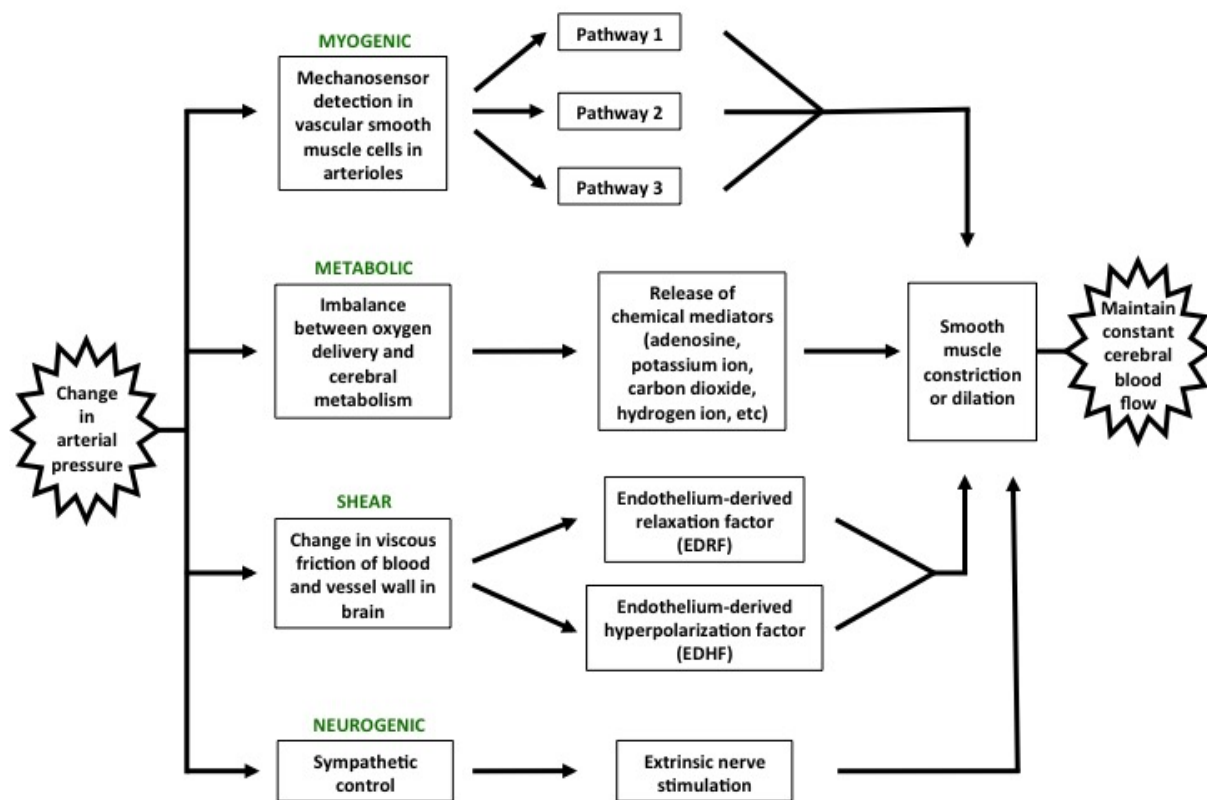 Change
in
arterial
pressure
MYOGENIC
Mechanosensor
detection in
vascular smooth
muscle cells in
arterioles
Pathway 1
Pathway 2
Pathway 3
METABOLIC
Imbalance
between oxygen
delivery and
cerebral
metabolism
Release of
chemical mediators
(adenosine,
potassium ion,
carbon dioxide,
hydrogen ion, etc)
SHEAR
Change in viscous
friction of blood
and vessel wall in
brain
Endothelium-derived
relaxation factor
(EDRF)
Endothelium-derived
hyperpolarization factor
(EDHF)
NEUROGENIC
Sympathetic
control
Extrinsic nerve
stimulation
Smooth
muscle
constriction
or dilation
Maintain
constant
cerebral
blood
flow